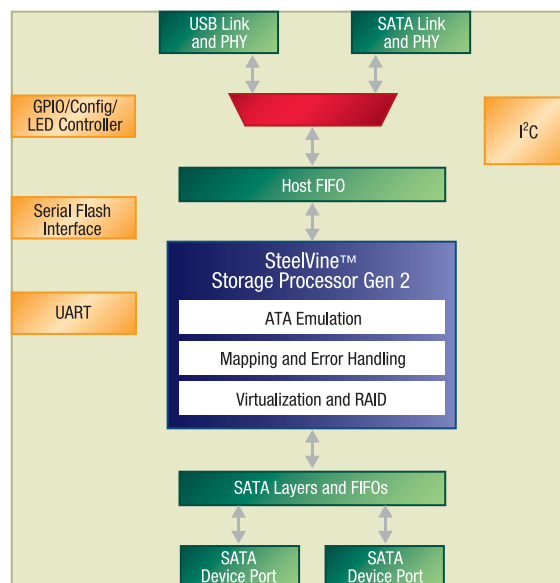 USB Link
and PHY
SATA Link
and PHY
GPIO/Config/
LED Controller
I²C
Host FIFO
Serial Flash
Interface
SteelVine™
Storage Processor Gen 2
UART
ATA Emulation
Mapping and Error Handling
Virtualization and RAID
SATA Layers and FIFOs
SATA
Device Port
SATA
Device Port